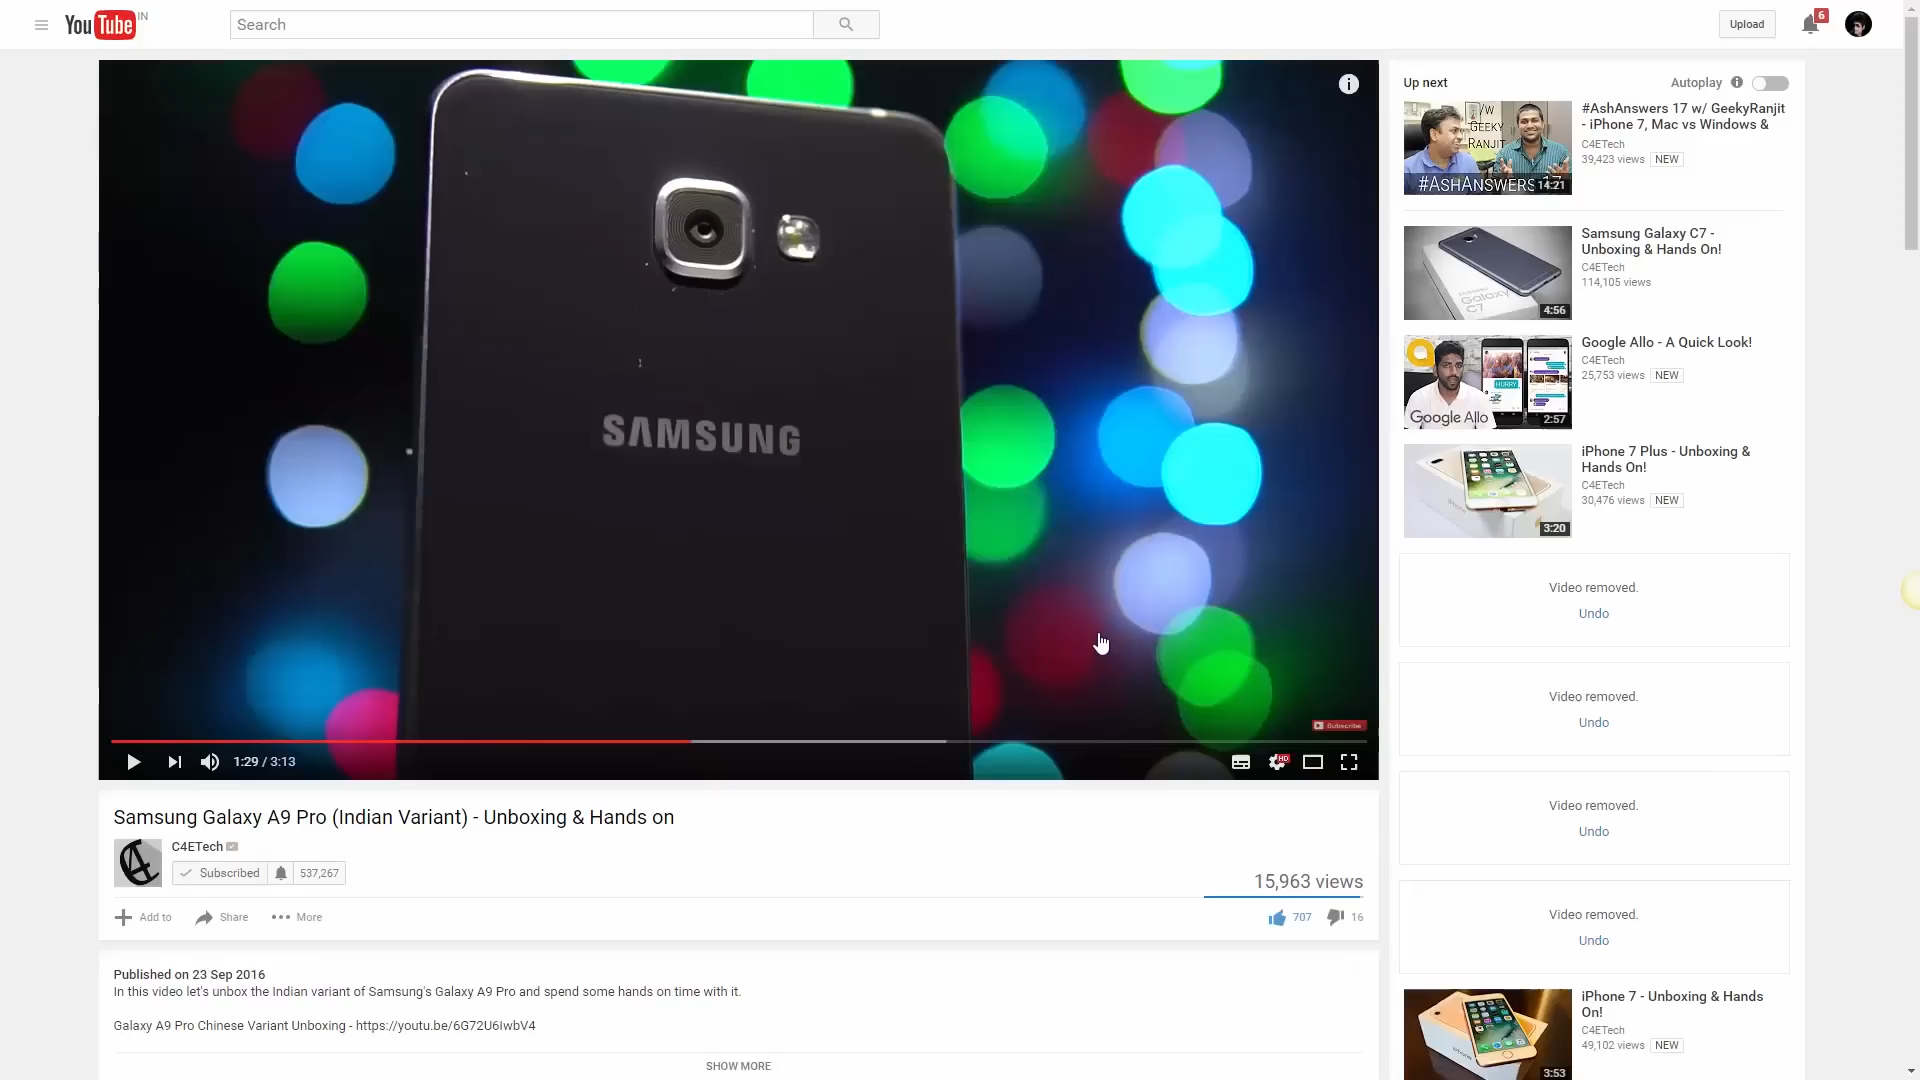 YouTube IN
Search
Upload
6
SAMSUNG
Subscribe
1:29 / 3:13
HD
Samsung Galaxy A9 Pro (Indian Variant) - Unboxing & Hands on
C4ETech
Subscribed 537,267
15,963 views
Add to Share More
707 16
Published on 23 Sep 2016
In this video let's unbox the Indian variant of Samsung's Galaxy A9 Pro and spend some hands on time with it.
Galaxy A9 Pro Chinese Variant Unboxing - https://youtu.be/6G72U6IwbV4
SHOW MORE
Up next
Autoplay
/W
GEEKY
RANJIT
#ASHANSWERS 17
14:21
#AshAnswers 17 w/ GeekyRanjit
- iPhone 7, Mac vs Windows &
C4ETech
39,423 views NEW
Galaxy
C7
4:56
Samsung Galaxy C7 -
Unboxing & Hands On!
C4ETech
114,105 views
HURRY
Google Allo
2:57
Google Allo - A Quick Look!
C4ETech
25,753 views NEW
3:20
iPhone 7 Plus - Unboxing &
Hands On!
C4ETech
30,476 views NEW
Video removed.
Undo
Video removed.
Undo
Video removed.
Undo
Video removed.
Undo
iPhone
3:53
iPhone 7 - Unboxing & Hands
On!
C4ETech
49,102 views NEW